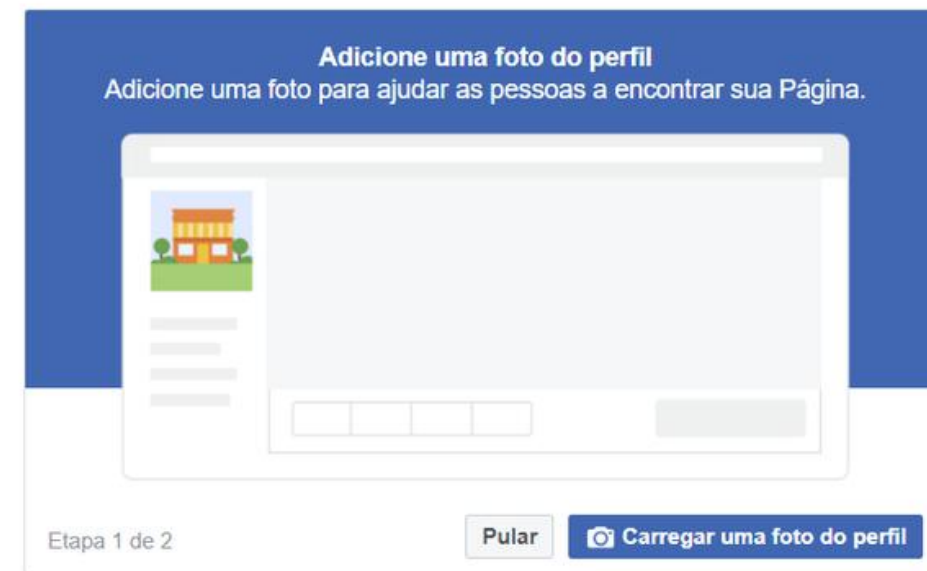 Adicione uma foto do perfil
Adicione uma foto para ajudar as pessoas a encontrar sua Página.
Etapa 1 de 2
Pular
Carregar uma foto do perfil